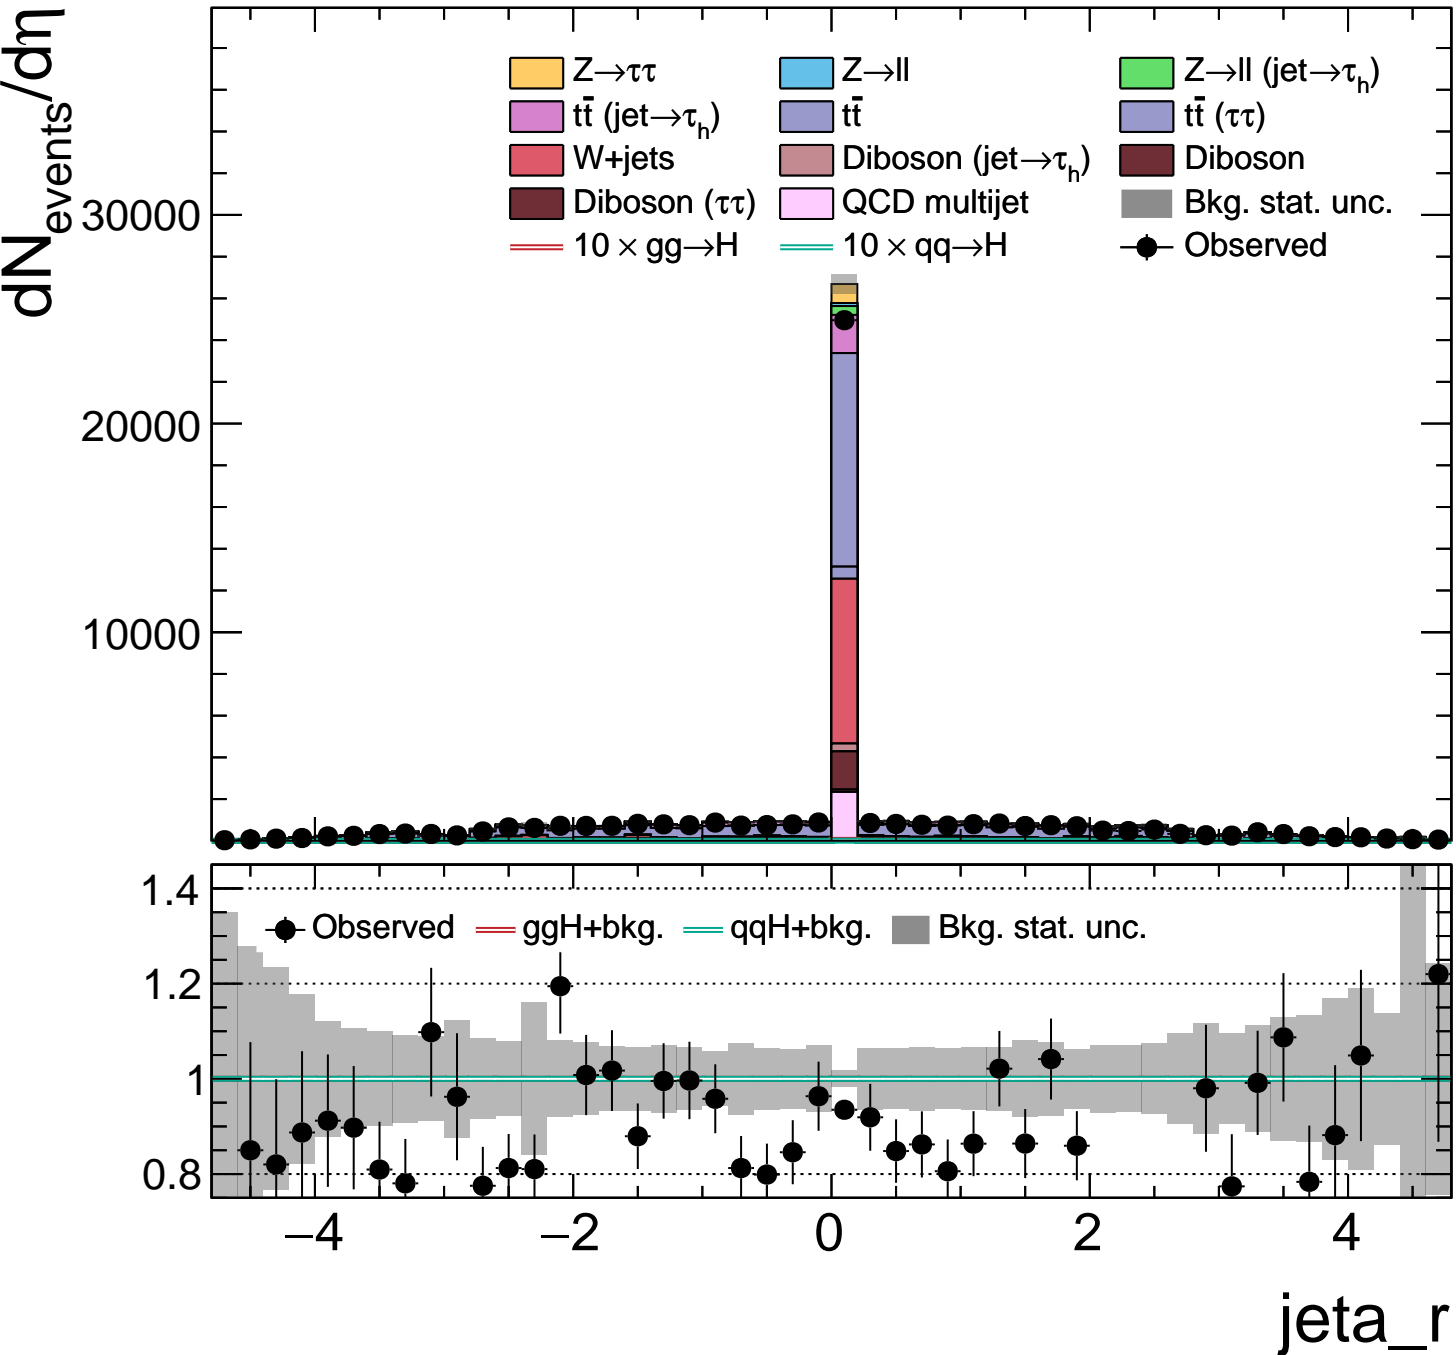 dN_events/dη
Z→ττ Z→ll Z→ll (jet→τ_h)
tt̄ (jet→τ_h) tt̄ tt̄ (ττ)
W+jets Diboson (jet→τ_h) Diboson
Diboson (ττ) QCD multijet Bkg. stat. unc.
10 × gg→H 10 × qq→H Observed
30000
20000
10000
1.4
Observed ggH+bkg. qqH+bkg. Bkg. stat. unc.
1.2
1
0.8
−4 −2 0 2 4
jeta_r